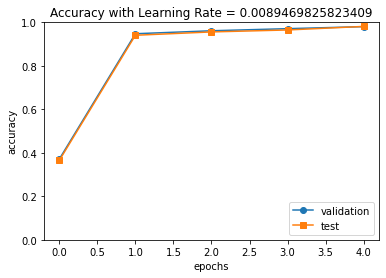 Accuracy with Learning Rate = 0.0089469825823409
1.0
0.8
0.6
0.4
0.2
0.0
accuracy
validation
test
0.0 0.5 1.0 1.5 2.0 2.5 3.0 3.5 4.0
epochs